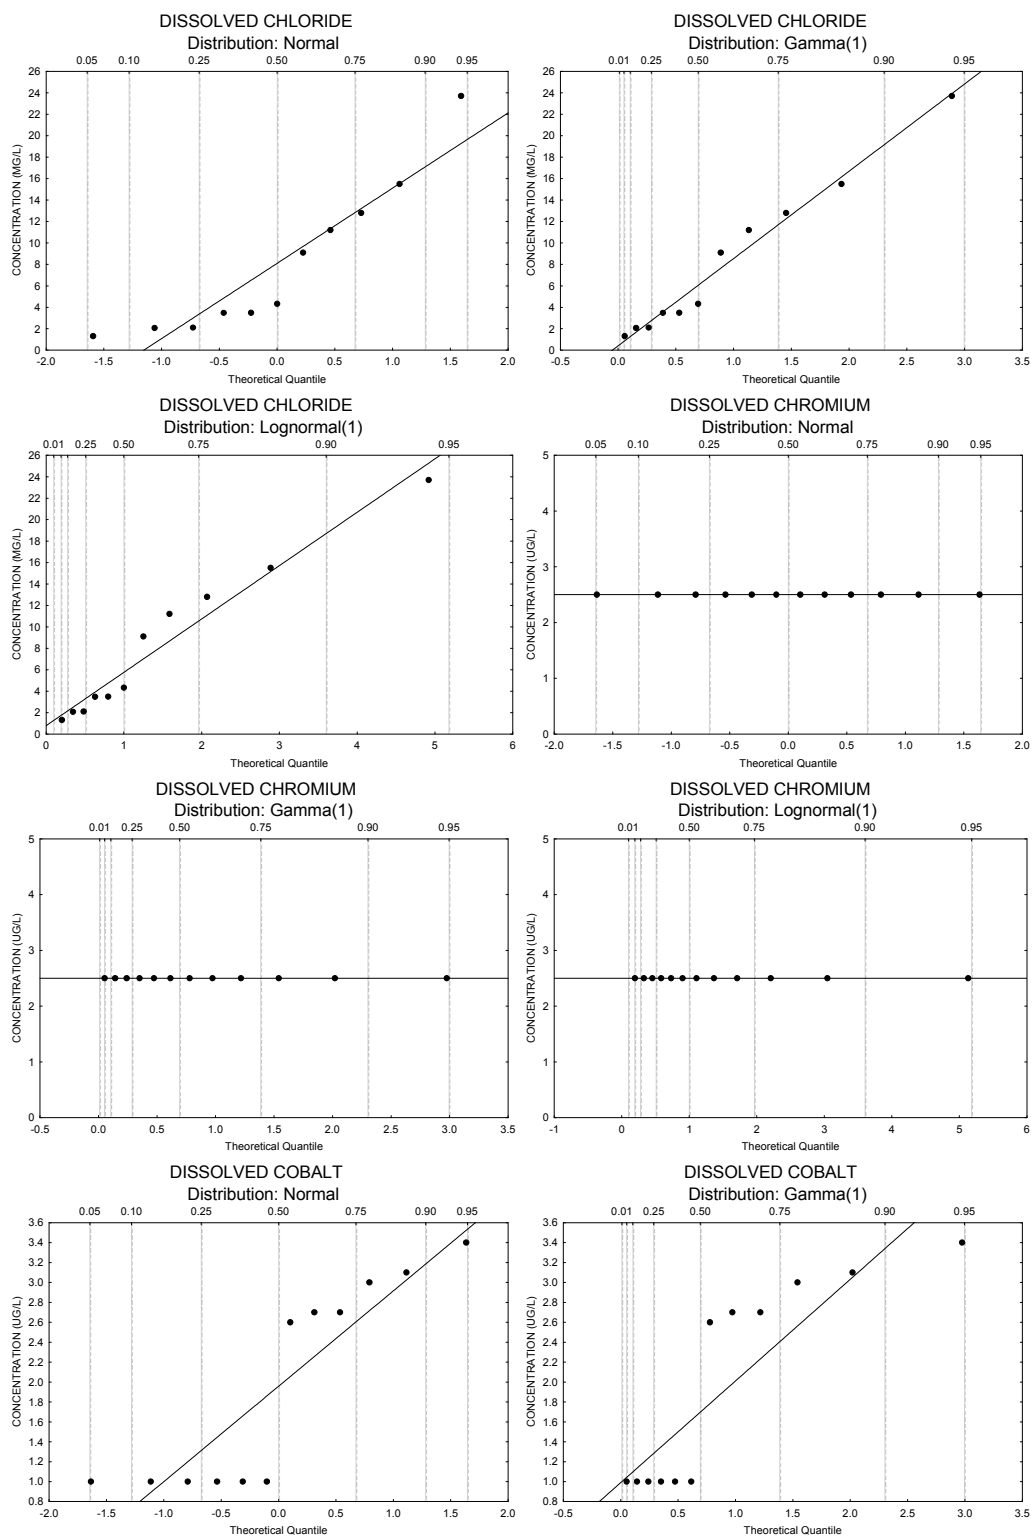 DISSOLVED CHLORIDE
Distribution: Normal
0.05 0.10 0.25 0.50 0.75 0.90 0.95
26
24
22
20
18
16
14
12
10
8
6
4
2
0
CONCENTRATION (MG/L)
-2.0 -1.5 -1.0 -0.5 0.0 0.5 1.0 1.5 2.0
Theoretical Quantile
DISSOLVED CHLORIDE
Distribution: Gamma(1)
0.01 0.25 0.50 0.75 0.90 0.95
26
24
22
20
18
16
14
12
10
8
6
4
2
0
CONCENTRATION (MG/L)
-0.5 0.0 0.5 1.0 1.5 2.0 2.5 3.0 3.5
Theoretical Quantile
DISSOLVED CHLORIDE
Distribution: Lognormal(1)
0.01 0.25 0.50 0.75 0.90 0.95
26
24
22
20
18
16
14
12
10
8
6
4
2
0
CONCENTRATION (MG/L)
0 1 2 3 4 5 6
Theoretical Quantile
DISSOLVED CHROMIUM
Distribution: Normal
0.05 0.10 0.25 0.50 0.75 0.90 0.95
5
4
3
2
1
0
CONCENTRATION (UG/L)
-2.0 -1.5 -1.0 -0.5 0.0 0.5 1.0 1.5 2.0
Theoretical Quantile
DISSOLVED CHROMIUM
Distribution: Gamma(1)
0.01 0.25 0.50 0.75 0.90 0.95
5
4
3
2
1
0
CONCENTRATION (UG/L)
-0.5 0.0 0.5 1.0 1.5 2.0 2.5 3.0 3.5
Theoretical Quantile
DISSOLVED CHROMIUM
Distribution: Lognormal(1)
0.01 0.50 0.75 0.90 0.95
5
4
3
2
1
0
CONCENTRATION (UG/L)
-1 0 1 2 3 4 5 6
Theoretical Quantile
DISSOLVED COBALT
Distribution: Normal
0.05 0.10 0.25 0.50 0.75 0.90 0.95
3.6
3.4
3.2
3.0
2.8
2.6
2.4
2.2
2.0
1.8
1.6
1.4
1.2
1.0
0.8
CONCENTRATION (UG/L)
-2.0 -1.5 -1.0 -0.5 0.0 0.5 1.0 1.5 2.0
Theoretical Quantile
DISSOLVED COBALT
Distribution: Gamma(1)
0.01 0.25 0.50 0.75 0.90 0.95
3.6
3.4
3.2
3.0
2.8
2.6
2.4
2.2
2.0
1.8
1.6
1.4
1.2
1.0
0.8
CONCENTRATION (UG/L)
-0.5 0.0 0.5 1.0 1.5 2.0 2.5 3.0 3.5
Theoretical Quantile